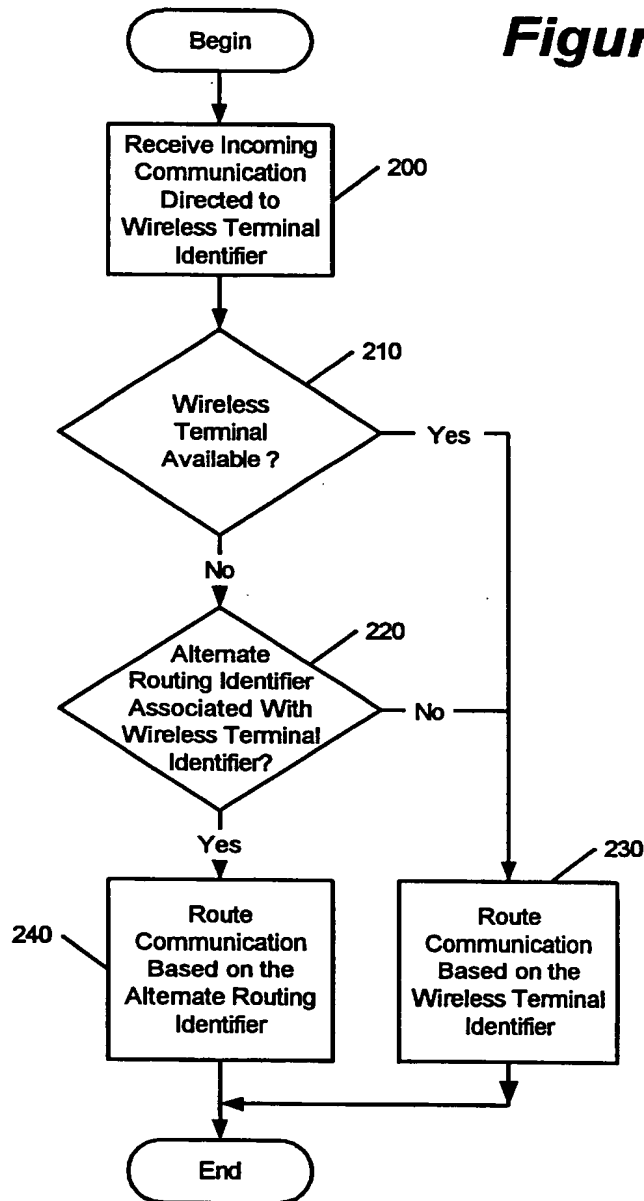 Begin
Figur
Receive Incoming
Communication
Directed to
Wireless Terminal
Identifier
200
210
Wireless
Terminal
Available ?
Yes
No
220
Alternate
Routing Identifier
Associated With
Wireless Terminal
Identifier?
No
Yes
230
240
Route
Communication
Based on the
Alternate Routing
Identifier
Route
Communication
Based on the
Wireless Terminal
Identifier
End